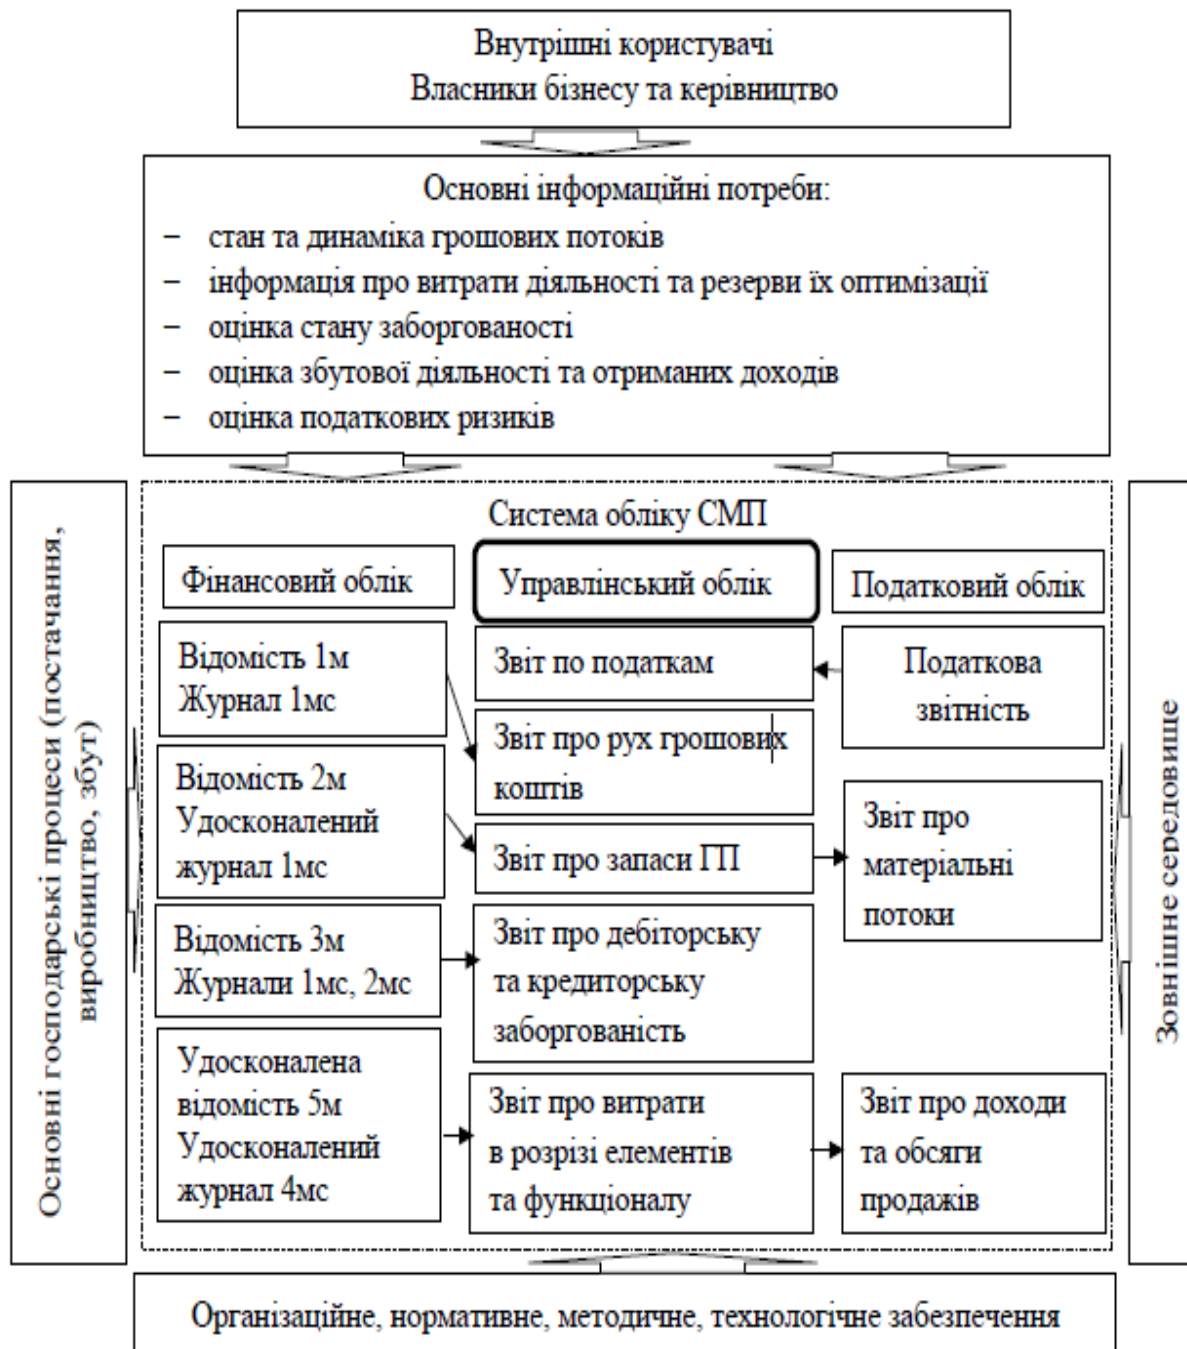 Внутрішні користувачі
Власники бізнесу та керівництво
Основні інформаційні потреби:
– стан та динаміка грошових потоків
– інформація про витрати діяльності та резерви їх оптимізації
– оцінка стану заборгованості
– оцінка збутової діяльності та отриманих доходів
– оцінка податкових ризиків
Основні господарські процеси (постачання,
виробництво, збут)
Система обліку СМП
Фінансовий облік
Управлінський облік
Податковий облік
Відомість 1м
Журнал 1мс
Звіт по податкам
Податкова
звітність
Звіт про рух грошових
коштів
Відомість 2м
Удосконалений
журнал 1мс
Звіт про запаси ГП
Звіт про
матеріальні
потоки
Відомість 3м
Журнали 1мс, 2мс
Звіт про дебіторську
та кредиторську
заборгованість
Удосконалена
відомість 5м
Удосконалений
журнал 4мс
Звіт про витрати
в розрізі елементів
та функціоналу
Звіт про доходи
та обсяги
продажів
Зовнішнє середовище
Організаційне, нормативне, методичне, технологічне забезпечення